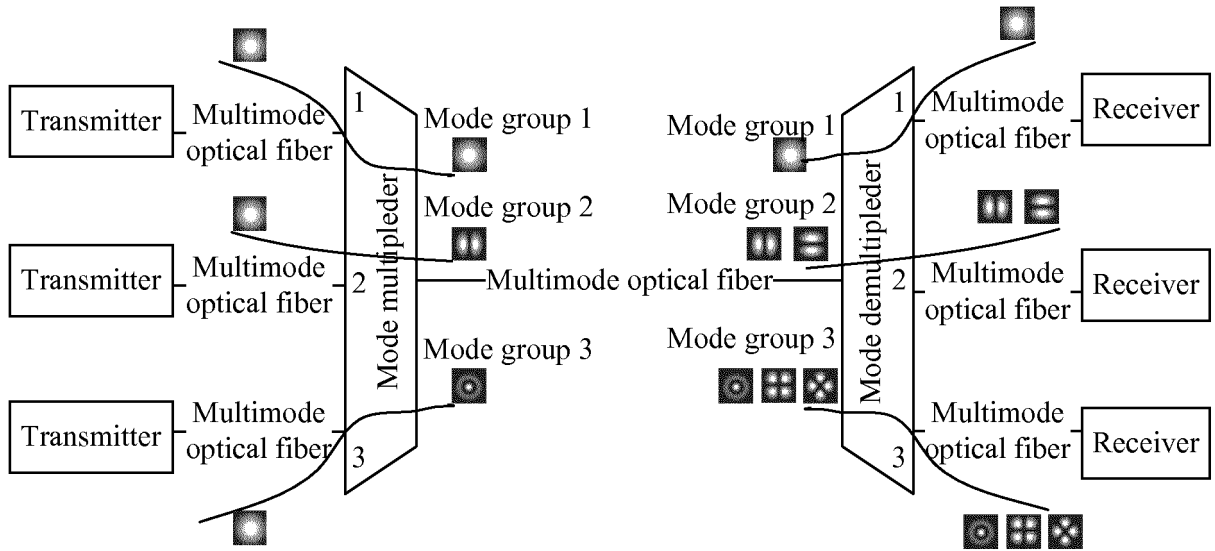 Transmitter
Multimode
optical fiber
1
Mode group 1
Mode group 1
1
Multimode
optical fiber
Receiver
Mode group 2
Mode group 2
Transmitter
Multimode
optical fiber
2
Mode multipleder
Multimode optical fiber
Mode demultipleder
2
Multimode
optical fiber
Receiver
Mode group 3
Mode group 3
Transmitter
Multimode
optical fiber
3
3
Multimode
optical fiber
Receiver